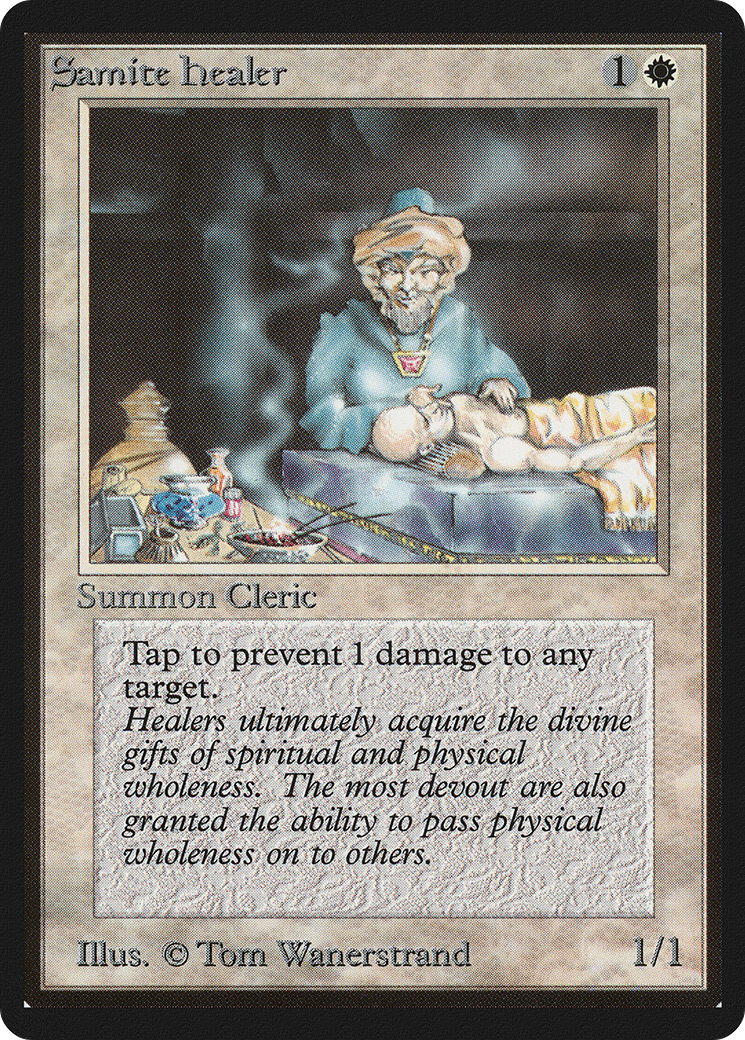 Samite Healer 1
Summon Cleric
Tap to prevent 1 damage to any
target.
Healers ultimately acquire the divine
gifts of spiritual and physical
wholeness. The most devout are also
granted the ability to pass physical
wholeness on to others.
Illus. © Tom Wanerstrand 1/1